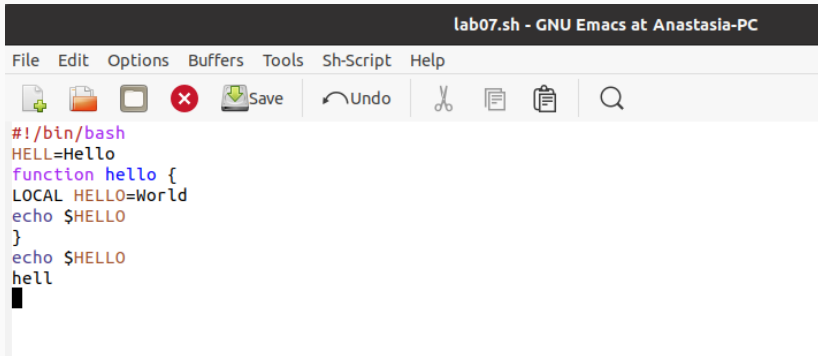 lab07.sh - GNU Emacs at Anastasia-PC
File Edit Options Buffers Tools Sh-Script Help
Save Undo
#!/bin/bash
HELL=Hello
function hello {
LOCAL HELLO=World
echo $HELLO
}
echo $HELLO
hell